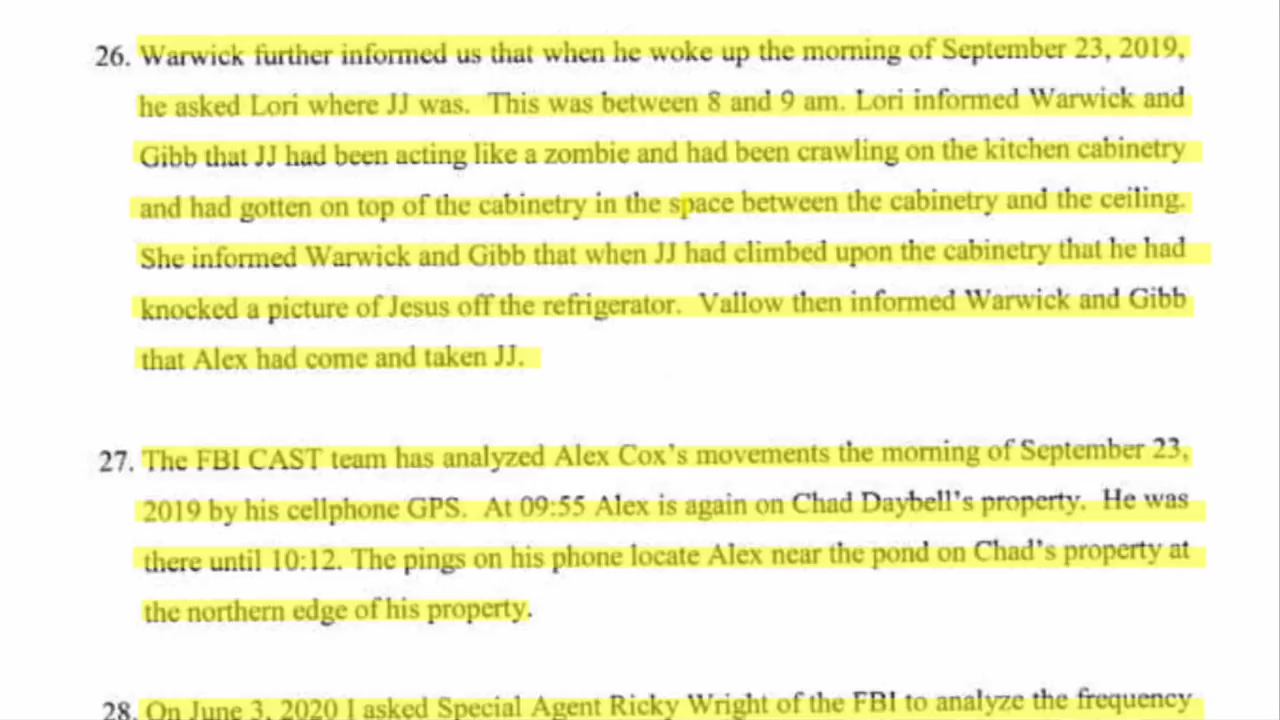 26. Warwick further informed us that when he woke up the morning of September 23, 2019,
he asked Lori where JJ was. This was between 8 and 9 am. Lori informed Warwick and
Gibb that JJ had been acting like a zombie and had been crawling on the kitchen cabinetry
and had gotten on top of the cabinetry in the space between the cabinetry and the ceiling.
She informed Warwick and Gibb that when JJ had climbed upon the cabinetry that he had
knocked a picture of Jesus off the refrigerator. Vallow then informed Warwick and Gibb
that Alex had come and taken JJ.
27. The FBI CAST team has analyzed Alex Cox's movements the morning of September 23,
2019 by his cellphone GPS. At 09:55 Alex is again on Chad Daybell's property. He was
there until 10:12. The pings on his phone locate Alex near the pond on Chad's property at
the northern edge of his property.
28. On June 3, 2020 I asked Special Agent Ricky Wright of the FBI to analyze the frequency